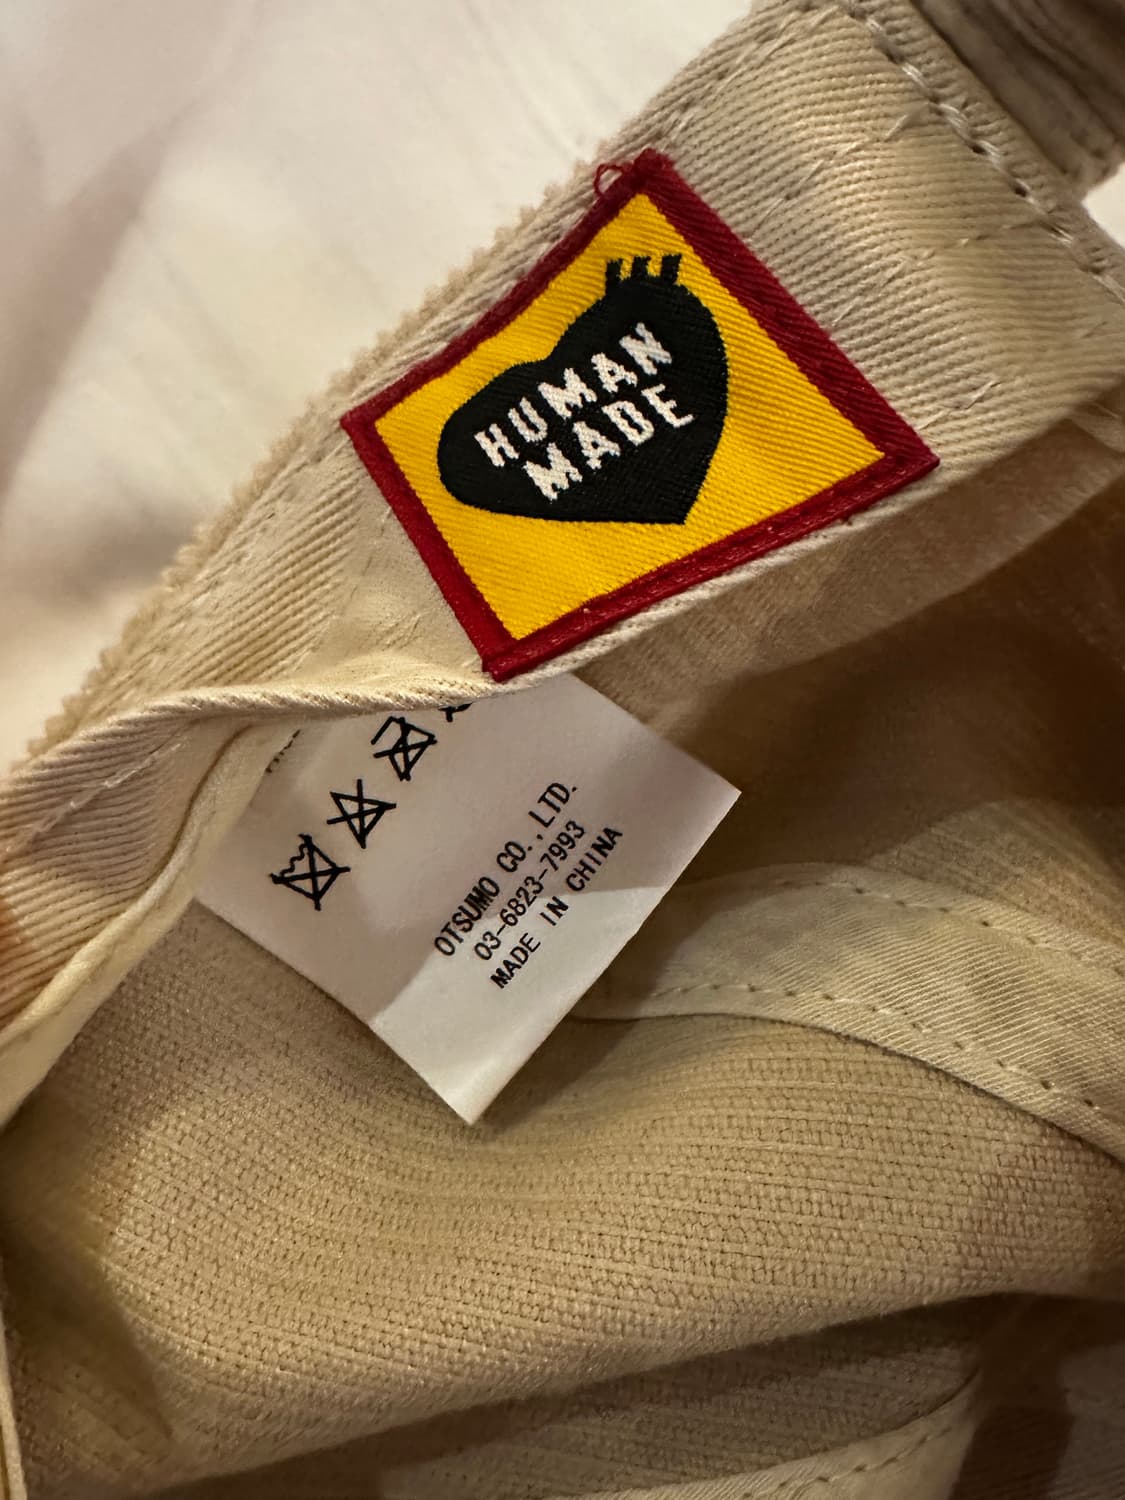 HUMAN
MADE
OTSUMO CO., LTD.
03-6823-7993
MADE IN CHINA